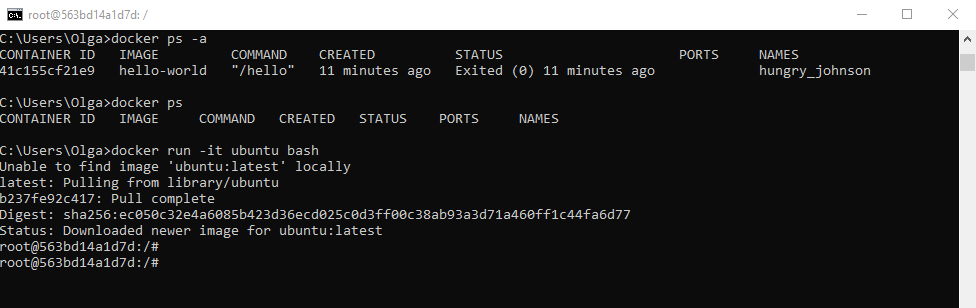 root@563bd14a1d7d: /
C:\Users\Olga>docker ps -a
CONTAINER ID   IMAGE         COMMAND    CREATED          STATUS                      PORTS     NAMES
41c155cf21e9   hello-world   "/hello"   11 minutes ago   Exited (0) 11 minutes ago             hungry_johnson
C:\Users\Olga>docker ps
CONTAINER ID   IMAGE     COMMAND   CREATED   STATUS    PORTS     NAMES
C:\Users\Olga>docker run -it ubuntu bash
Unable to find image 'ubuntu:latest' locally
latest: Pulling from library/ubuntu
b237fe92c417: Pull complete
Digest: sha256:ec050c32e4a6085b423d36ecd025c0d3ff00c38ab93a3d71a460ff1c44fa6d77
Status: Downloaded newer image for ubuntu:latest
root@563bd14a1d7d:/#
root@563bd14a1d7d:/#